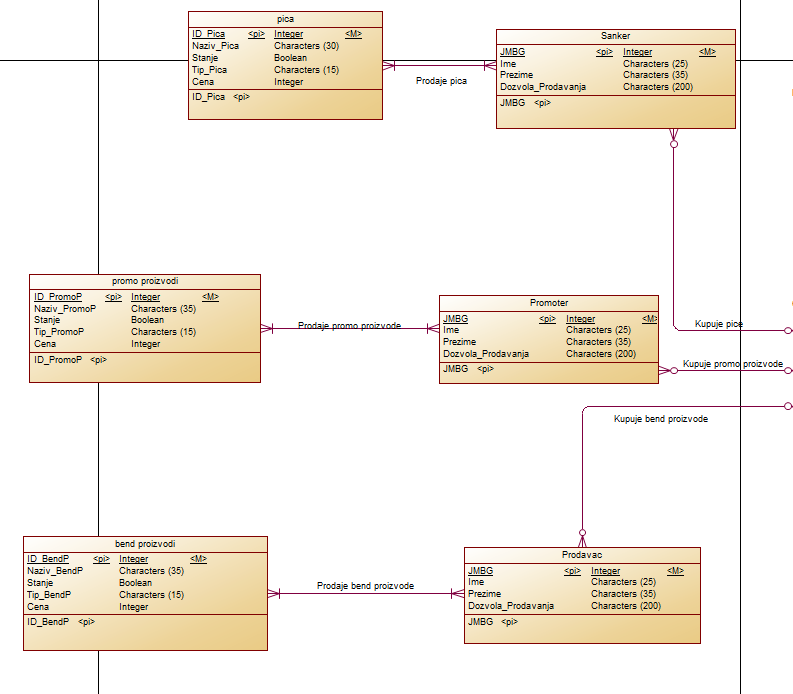 pica
ID_Pica <pi> Integer <M>
Naziv_Pica Characters (30)
Stanje Boolean
Tip_Pica Characters (15)
Cena Integer
ID_Pica <pi>
Prodaje pica
Sanker
JMBG <pi> Integer <M>
Ime Characters (25)
Prezime Characters (35)
Dozvola_Prodavanja Characters (200)
JMBG <pi>
promo proizvodi
ID_PromoP <pi> Integer <M>
Naziv_PromoP Characters (35)
Stanje Boolean
Tip_PromoP Characters (15)
Cena Integer
ID_PromoP <pi>
Prodaje promo proizvode
Promoter
JMBG <pi> Integer <M>
Ime Characters (25)
Prezime Characters (35)
Dozvola_Prodavanja Characters (200)
JMBG <pi>
Kupuje pice
Kupuje promo proizvode
Kupuje bend proizvode
bend proizvodi
ID_BendP <pi> Integer <M>
Naziv_BendP Characters (35)
Stanje Boolean
Tip_BendP Characters (15)
Cena Integer
ID_BendP <pi>
Prodaje bend proizvode
Prodavac
JMBG <pi> Integer <M>
Ime Characters (25)
Prezime Characters (35)
Dozvola_Prodavanja Characters (200)
JMBG <pi>